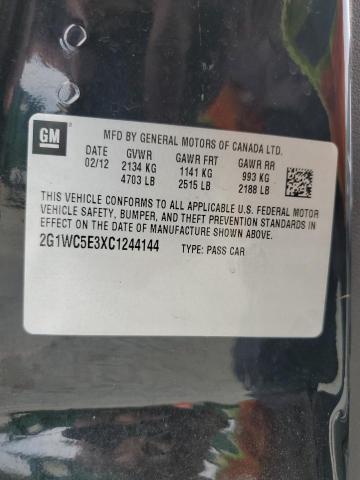 GM
MFD BY GENERAL MOTORS OF CANADA LTD.
DATE GVWR GAWR FRT GAWR RR
02/12 2134 KG 1141 KG 993 KG
4703 LB 2515 LB 2188 LB
THIS VEHICLE CONFORMS TO ALL APPLICABLE U.S. FEDERAL MOTOR
VEHICLE SAFETY, BUMPER, AND THEFT PREVENTION STANDARDS IN
EFFECT ON THE DATE OF MANUFACTURE SHOWN ABOVE.
2G1WC5E3XC1244144 TYPE: PASS CAR